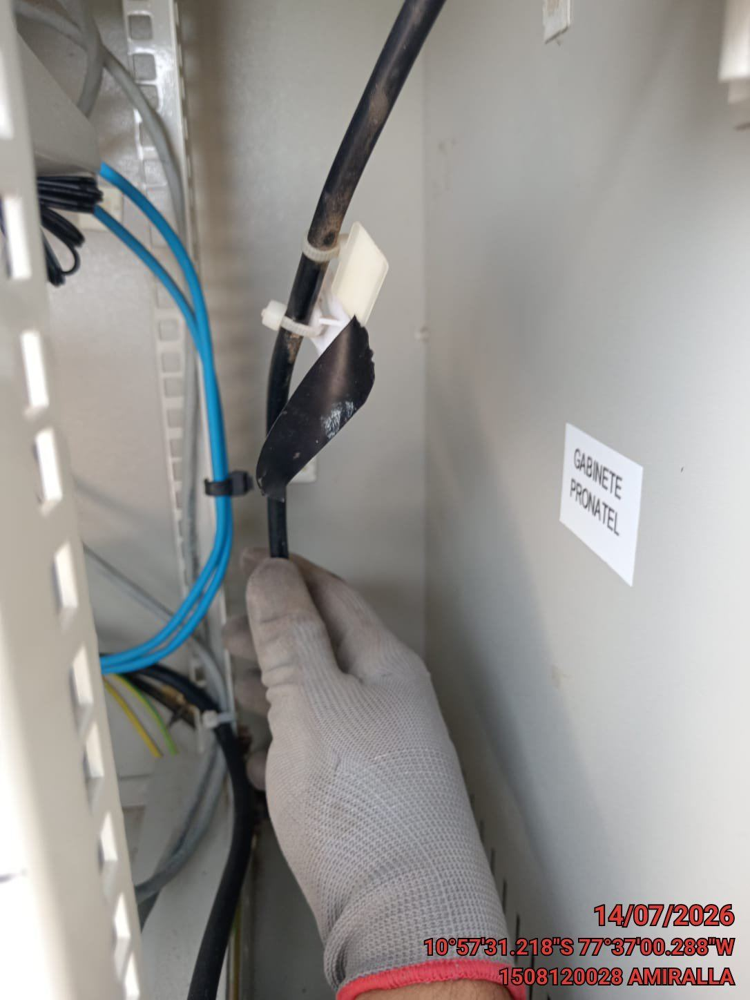 GABINETE
PRONATEL
14/07/2026
10°57'31.218"S 77°37'00.288"W
1508120028 AMIRALLA